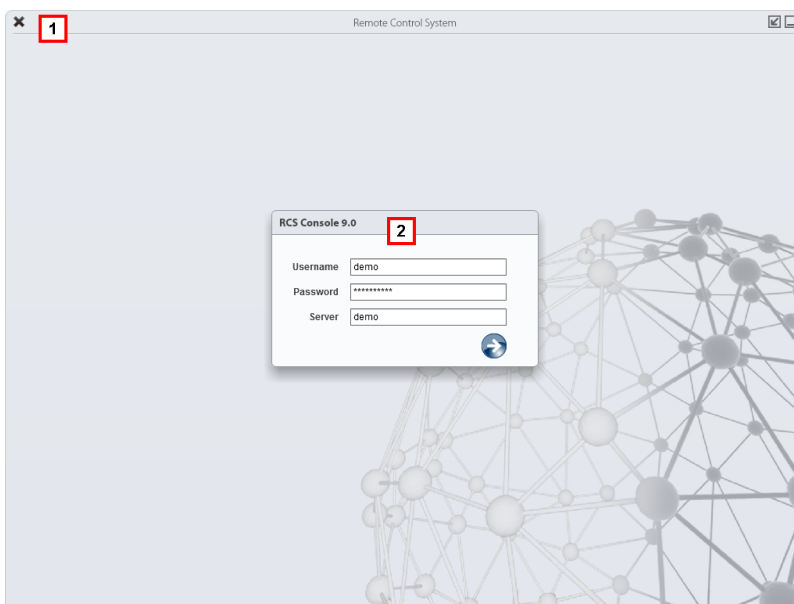 1
Remote Control System
RCS Console 9.0
2
Username demo
Password **********
Server demo